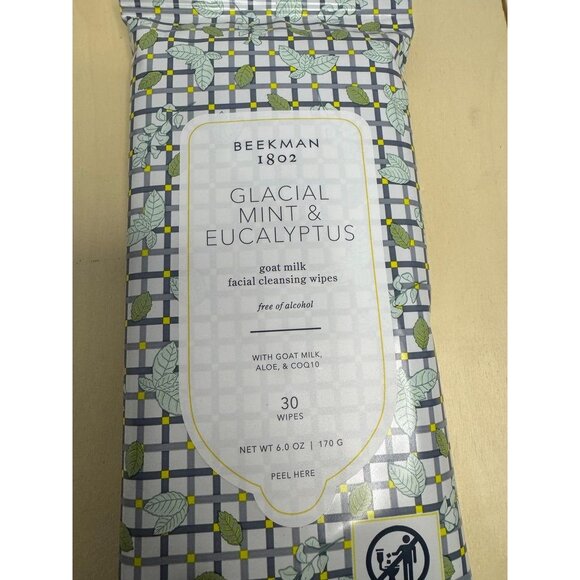 BEEKMAN
1802
GLACIAL
MINT &
EUCALYPTUS
goat milk
facial cleansing wipes
free of alcohol
WITH GOAT MILK,
ALOE, & COQ10
30
WIPES
NET WT 6.0 OZ | 170 G
PEEL HERE